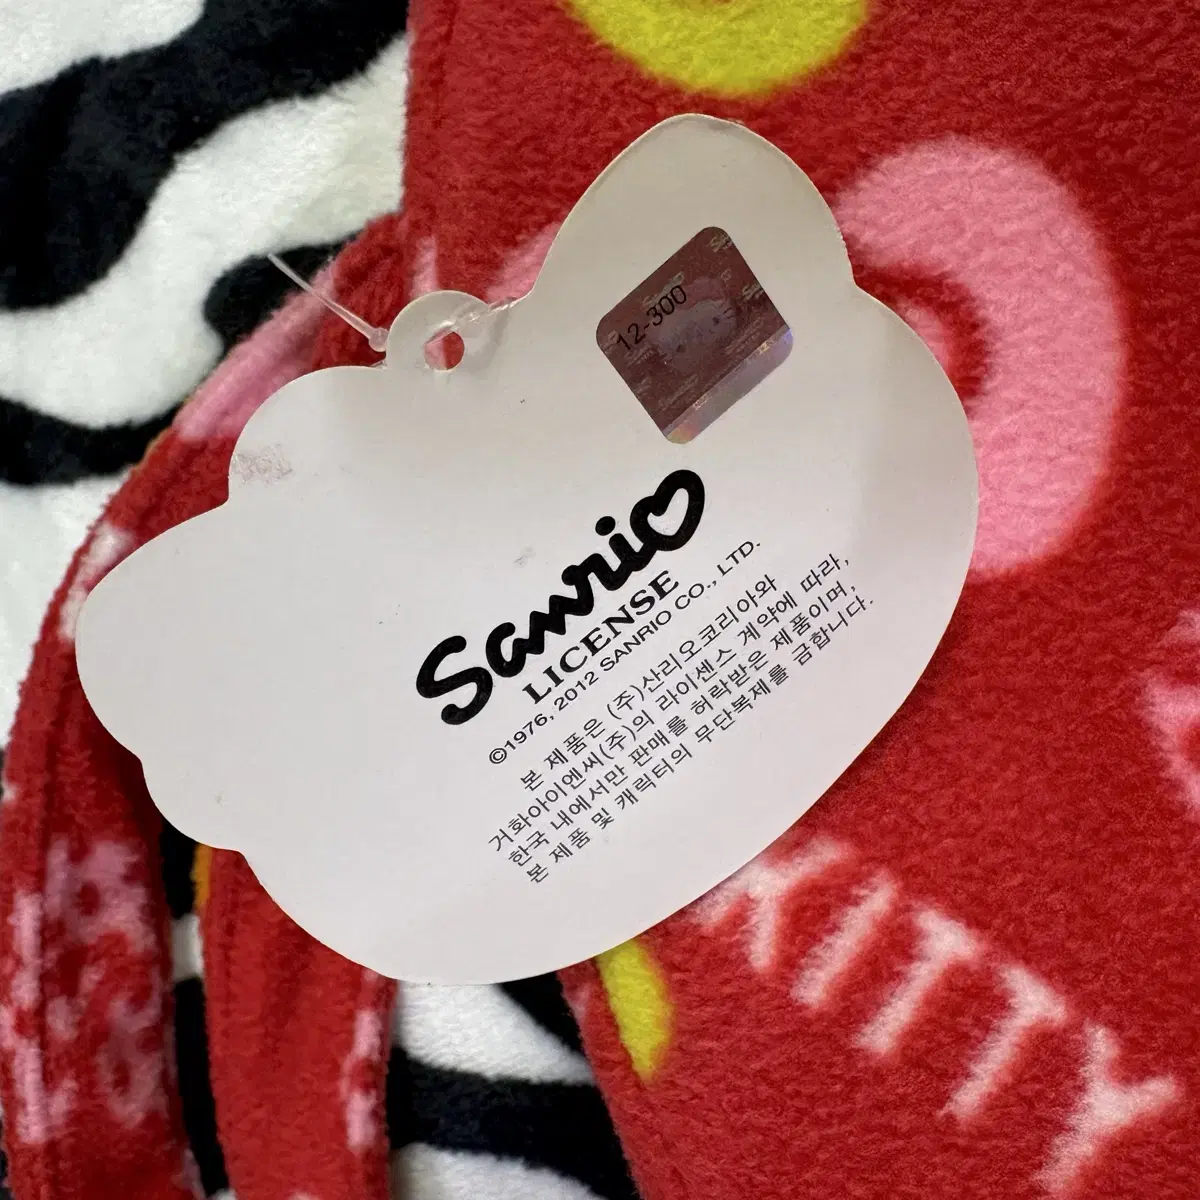 12-300
Sanrio
LICENSE
©1976, 2012 SANRIO CO., LTD.
본 제품은 (주)산리오코리아와
거화아이엔씨(주)의 라이센스 계약에 따라,
한국 내에서만 판매를 허락받은 제품이며,
본 제품 및 캐릭터의 무단복제를 금합니다.
KITTY